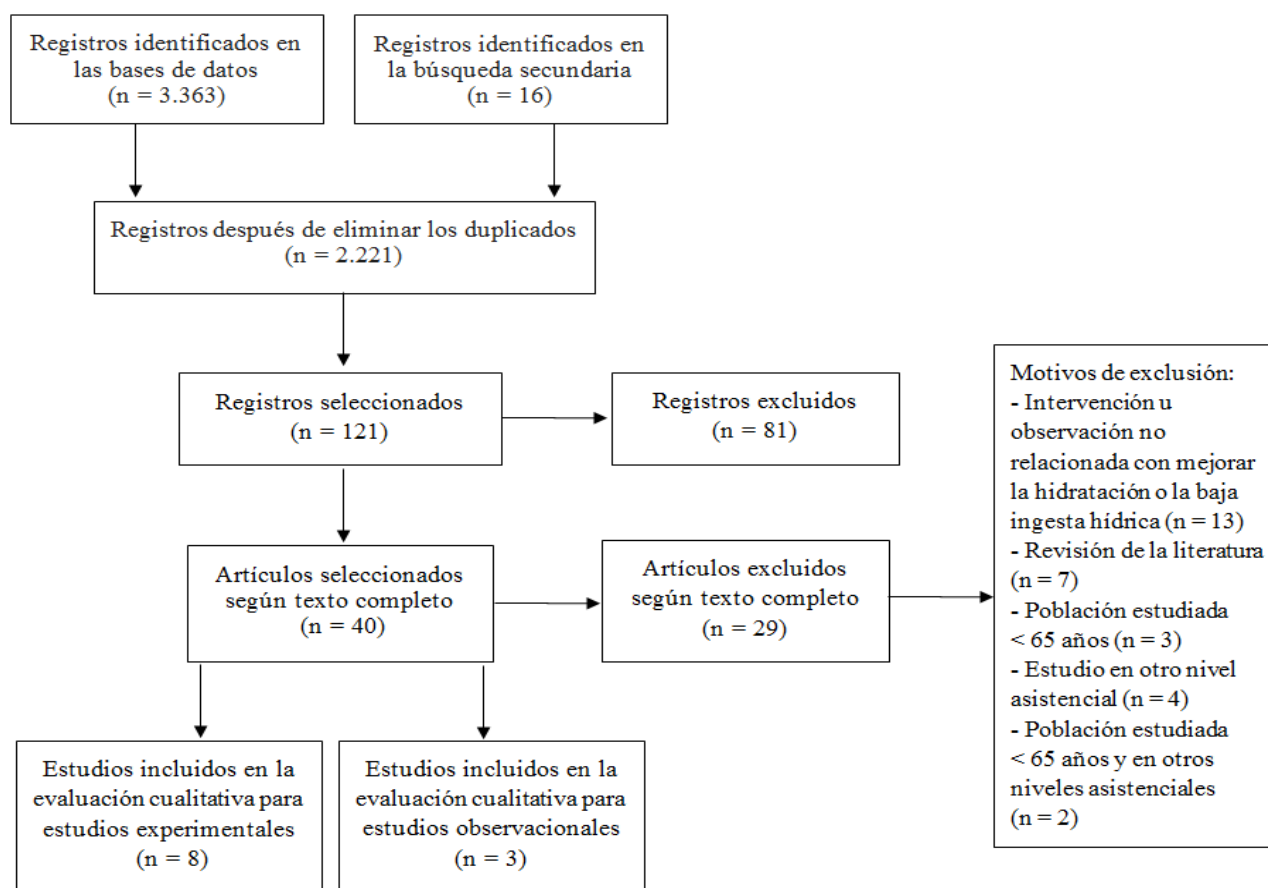 Registros identificados en
las bases de datos
(n = 3.363)
Registros identificados en
la búsqueda secundaria
(n = 16)
Registros después de eliminar los duplicados
(n = 2.221)
Registros seleccionados
(n = 121)
Registros excluidos
(n = 81)
Artículos seleccionados
según texto completo
(n = 40)
Artículos excluidos
según texto completo
(n = 29)
Motivos de exclusión:
- Intervención u
observación no
relacionada con mejorar
la hidratación o la baja
ingesta hídrica (n = 13)
- Revisión de la literatura
(n = 7)
- Población estudiada
< 65 años (n = 3)
- Estudio en otro nivel
asistencial (n = 4)
- Población estudiada
< 65 años y en otros
niveles asistenciales
(n = 2)
Estudios incluidos en la
evaluación cualitativa para
estudios experimentales
(n = 8)
Estudios incluidos en la
evaluación cualitativa para
estudios observacionales
(n = 3)